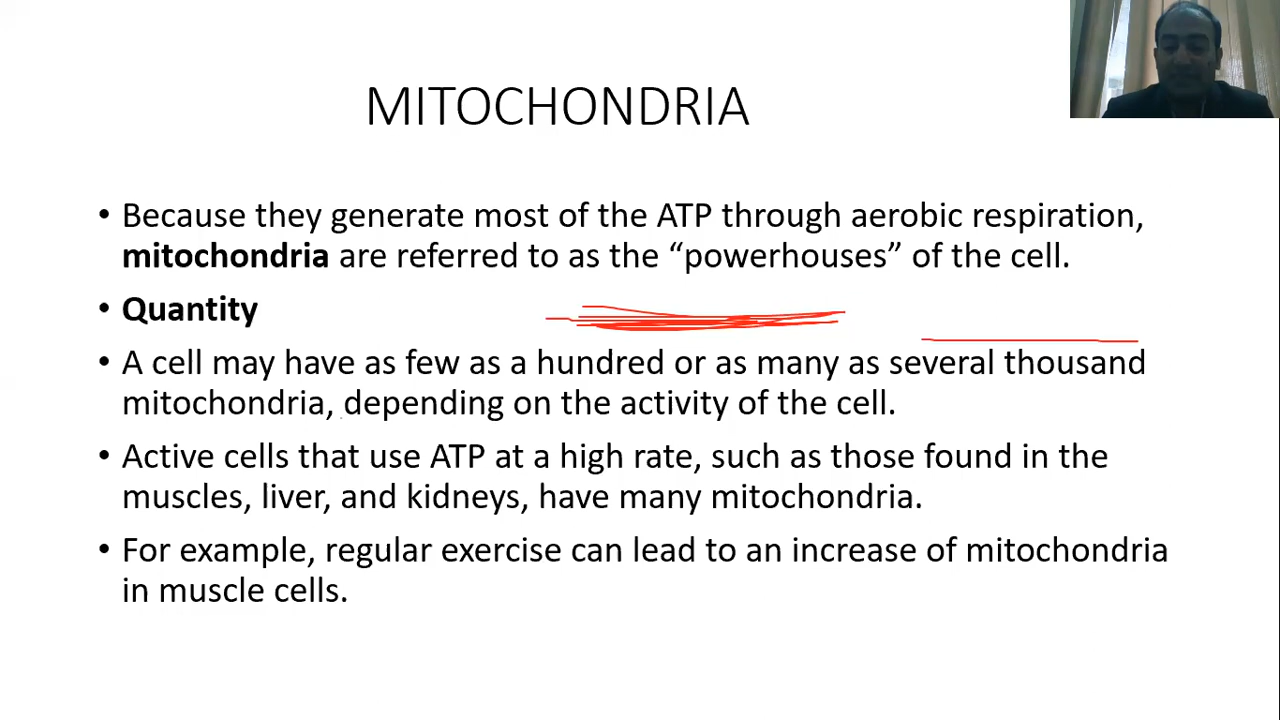 MITOCHONDRIA
• Because they generate most of the ATP through aerobic respiration,
mitochondria are referred to as the “powerhouses” of the cell.
• Quantity
• A cell may have as few as a hundred or as many as several thousand
mitochondria, depending on the activity of the cell.
• Active cells that use ATP at a high rate, such as those found in the
muscles, liver, and kidneys, have many mitochondria.
• For example, regular exercise can lead to an increase of mitochondria
in muscle cells.